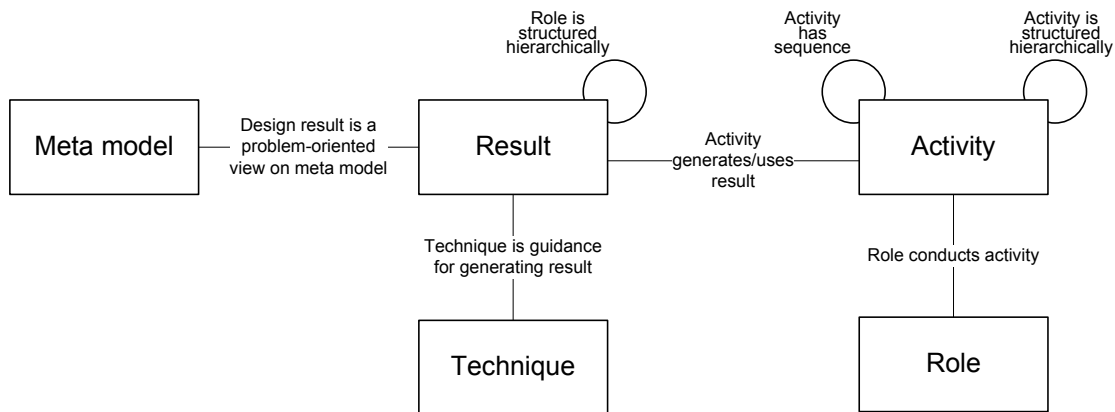 Role is
structured
hierarchically
Activity
has
sequence
Activity is
structured
hierarchically
Meta model
Design result is a
problem-oriented
view on meta model
Result
Activity
generates/uses
result
Activity
Technique is guidance
for generating result
Role conducts activity
Technique
Role